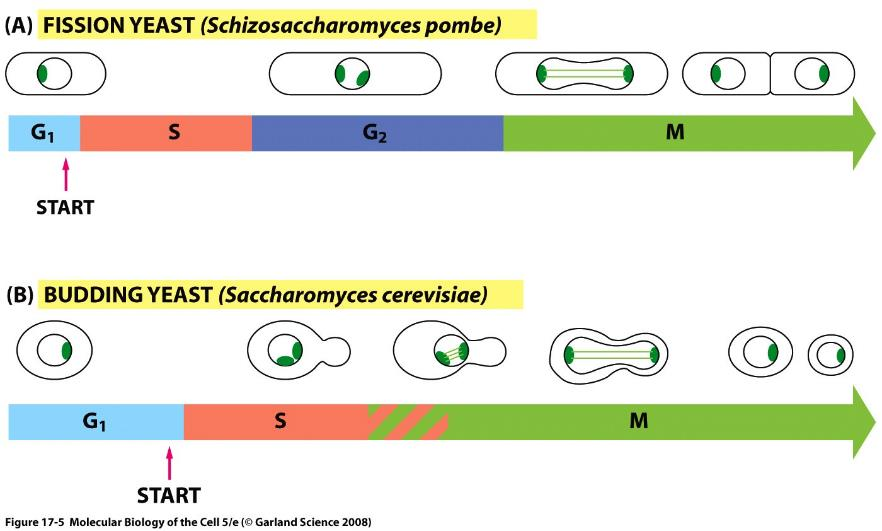 (A) FISSION YEAST (Schizosaccharomyces pombe)
G₁ S G₂ M
START
(B) BUDDING YEAST (Saccharomyces cerevisiae)
G₁ S M
START
Figure 17-5 Molecular Biology of the Cell 5/e (© Garland Science 2008)